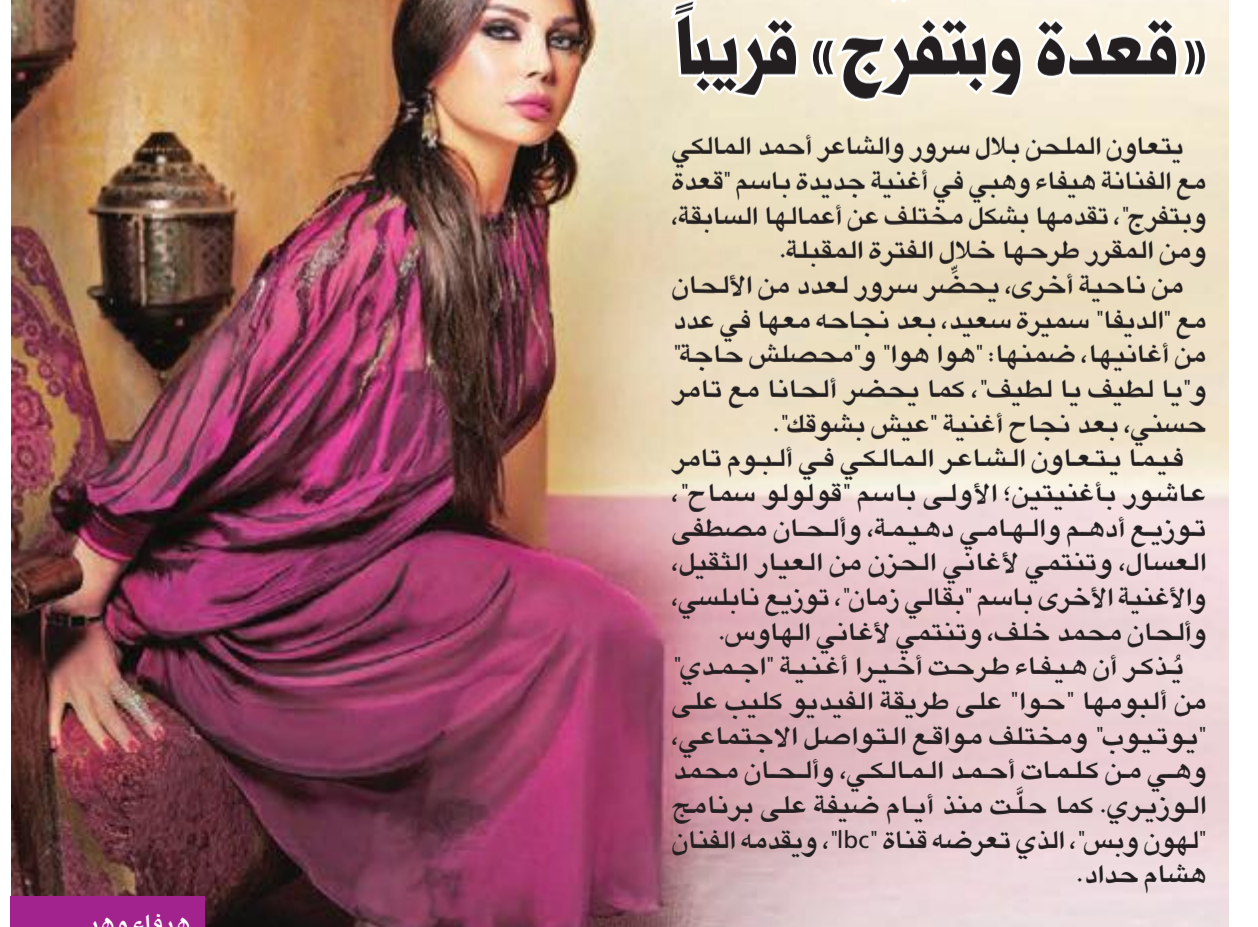 «قعدة وبتفرج» قريباً
يتعاون الملحن بلال سرور والشاعر أحمد المالكي
مع الفنانة هيفاء وهبي في أغنية جديدة باسم "قعدة
وبتفرج"، تقدمها بشكل مختلف عن أعمالها السابقة،
ومن المقرر طرحها خلال الفترة المقبلة.
من ناحية أخرى، يحضِّر سرور لعدد من الألحان
مع "الديفا" سميرة سعيد، بعد نجاحه معها في عدد
من أغانيها، ضمنها: "هوا هوا" و"محصلش حاجة"
و"يا لطيف يا لطيف"، كما يحضر ألحانا مع تامر
حسني، بعد نجاح أغنية "عيش بشوقك".
فيما يتعاون الشاعر المالكي في ألبوم تامر
عاشور بأغنيتين؛ الأولى باسم "قولولو سماح"،
توزيع أدهم والهامي دهيمة، وألحان مصطفى
العسال، وتنتمي لأغاني الحزن من العيار الثقيل،
والأغنية الأخرى باسم "بقالي زمان"، توزيع نابلسي،
وألحان محمد خلف، وتنتمي لأغاني الهاوس.
يُذكر أن هيفاء طرحت أخيرا أغنية "اجمدي"
من ألبومها "حوا" على طريقة الفيديو كليب على
"يوتيوب" ومختلف مواقع التواصل الاجتماعي،
وهي من كلمات أحمد المالكي، وألحان محمد
الوزيري. كما حلَّت منذ أيام ضيفة على برنامج
"لهون وبس"، الذي تعرضه قناة "lbc"، ويقدمه الفنان
هشام حداد.